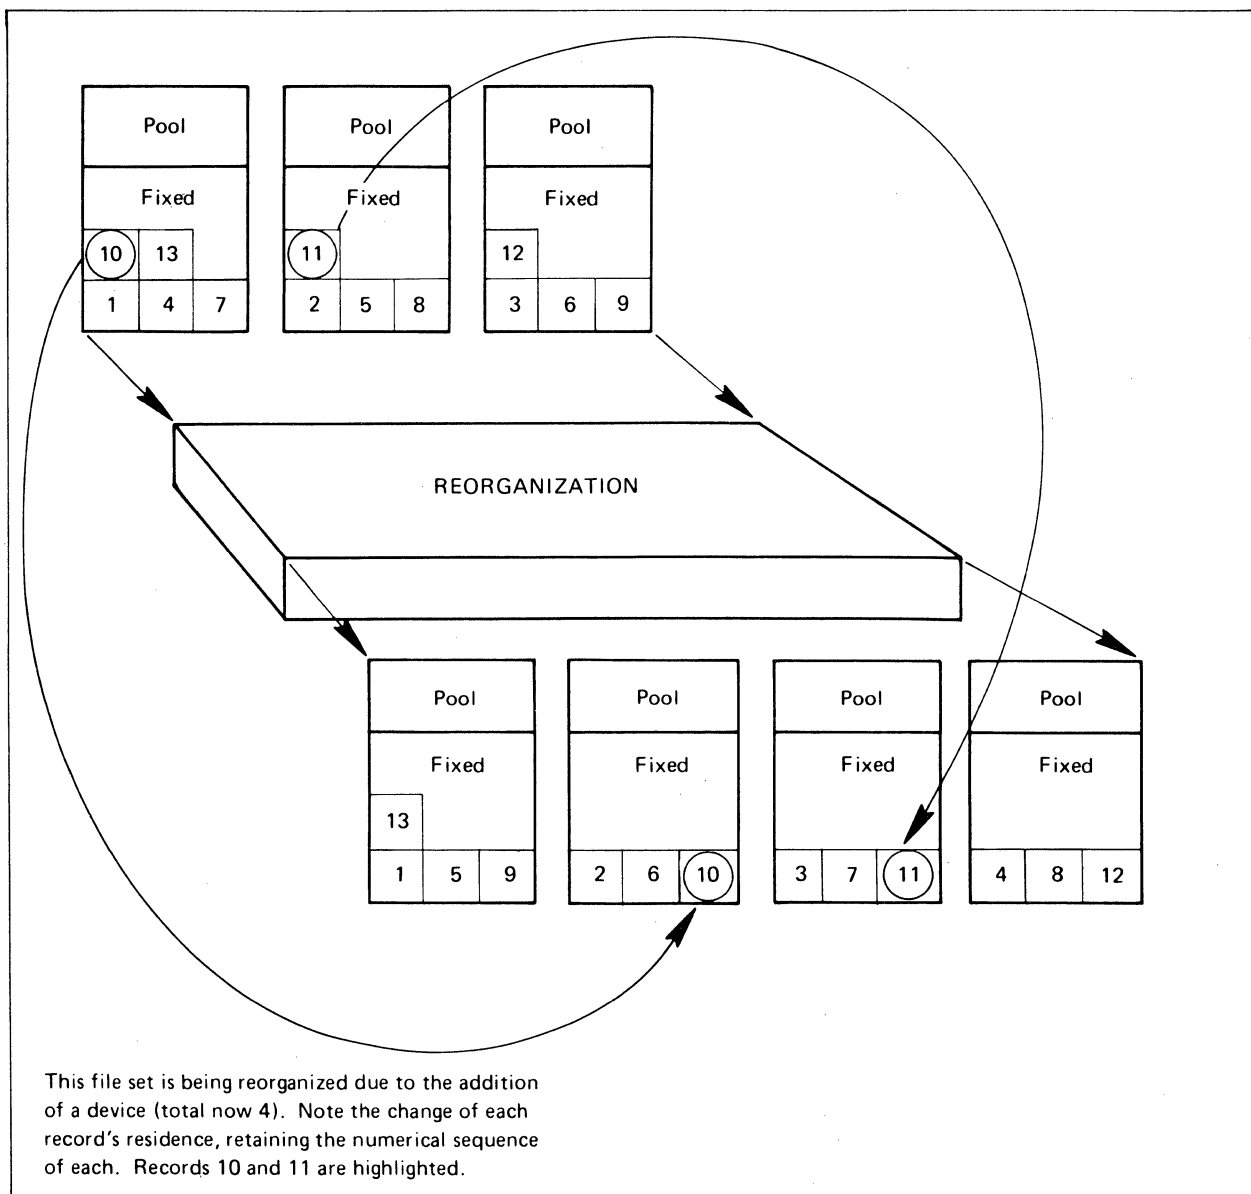 Pool Pool Pool
Fixed Fixed Fixed
10 13 11 12
1 4 7 2 5 8 3 6 9
REORGANIZATION
Pool Pool Pool Pool
Fixed Fixed Fixed Fixed
13
1 5 9 2 6 10 3 7 11 4 8 12
This file set is being reorganized due to the addition
of a device (total now 4). Note the change of each
record's residence, retaining the numerical sequence
of each. Records 10 and 11 are highlighted.